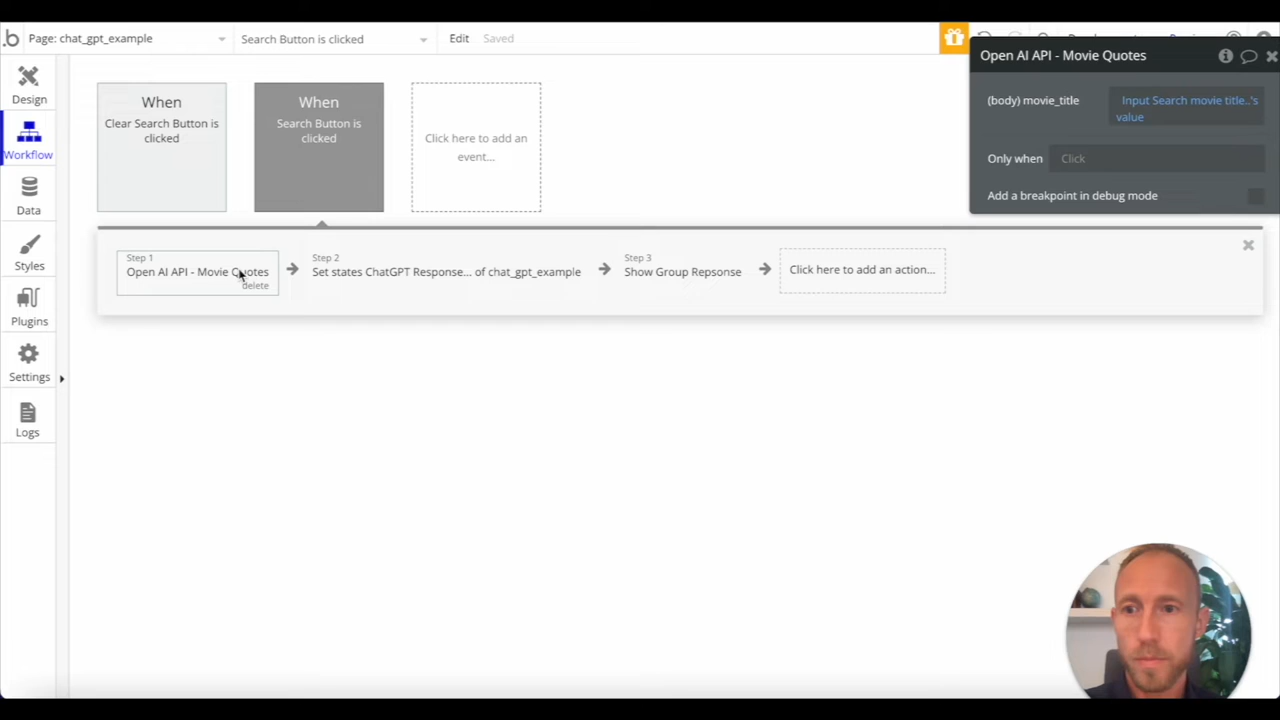 Page: chat_gpt_example
Search Button is clicked
Edit
Saved
Open AI API - Movie Quotes
(body) movie_title
Input Search movie title..'s
value
Only when
Click
Add a breakpoint in debug mode
Design
Workflow
Data
Styles
Plugins
Settings
Logs
When
Clear Search Button is
clicked
When
Search Button is
clicked
Click here to add an
event...
Step 1
Open AI API - Movie Quotes
delete
Step 2
Set states ChatGPT Response... of chat_gpt_example
Step 3
Show Group Repsonse
Click here to add an action...